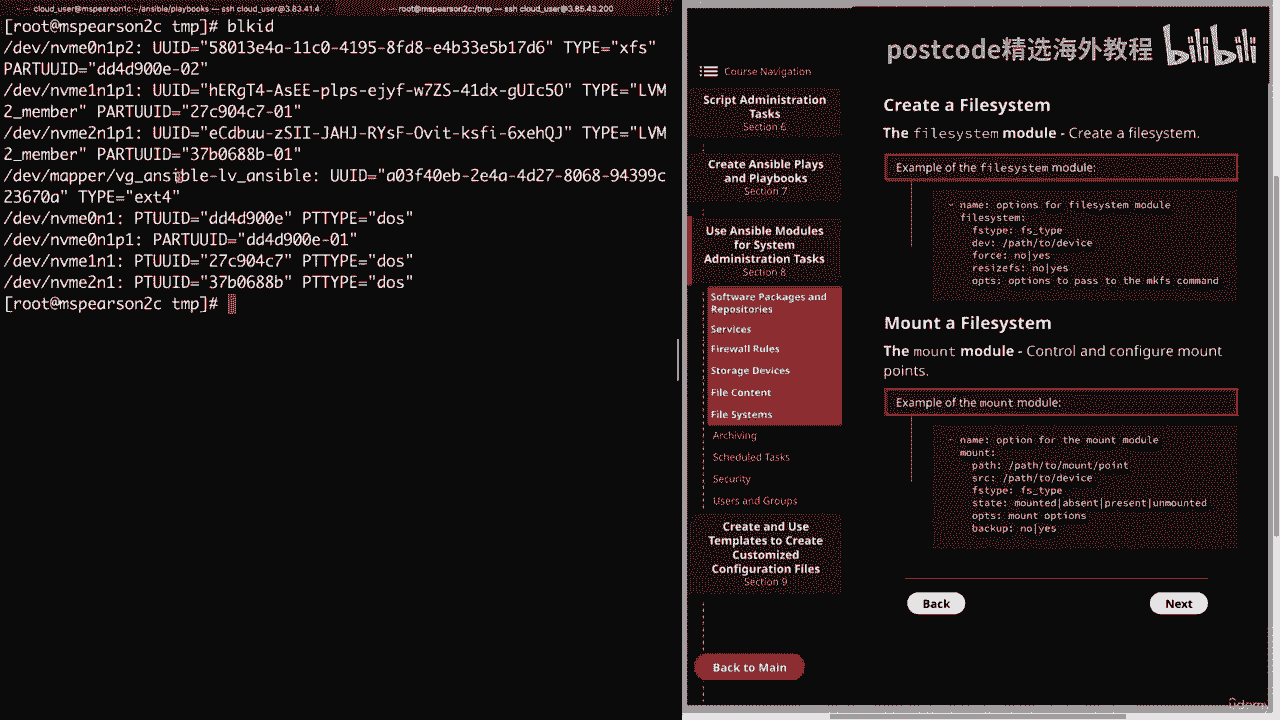 cloud_user@mspearson1c:~/ansible/playbooks — ssh cloud_user@3.83.41.4
root@mspearson2c:/tmp — ssh cloud_user@3.85.43.200
[root@mspearson2c tmp]# blkid
/dev/nvme0n1p2: UUID="58013e4a-11c0-4195-8fd8-e4b33e5b17d6" TYPE="xfs"
PARTUUID="dd4d900e-02"
/dev/nvme1n1p1: UUID="hERgT4-AsEE-plps-ejyf-w7ZS-41dx-gUIc5O" TYPE="LVM
2_member" PARTUUID="27c904c7-01"
/dev/nvme2n1p1: UUID="eCdbuu-zSII-JAHJ-RYsF-Ovit-ksfi-6xehQJ" TYPE="LVM
2_member" PARTUUID="37b0688b-01"
/dev/mapper/vg_ansible-lv_ansible: UUID="a03f40eb-2e4a-4d27-8068-94399c
23670a" TYPE="ext4"
/dev/nvme0n1: PTUUID="dd4d900e" PTTYPE="dos"
/dev/nvme0n1p1: PARTUUID="dd4d900e-01"
/dev/nvme1n1: PTUUID="27c904c7" PTTYPE="dos"
/dev/nvme2n1: PTUUID="37b0688b" PTTYPE="dos"
[root@mspearson2c tmp]#
postcode精选海外教程 bilibili
Course Navigation
Script Administration
Tasks
Section 6
Create Ansible Plays
and Playbooks
Section 7
Use Ansible Modules
for System
Administration Tasks
Section 8
Software Packages and
Repositories
Services
Firewall Rules
Storage Devices
File Content
File Systems
Archiving
Scheduled Tasks
Security
Users and Groups
Create and Use
Templates to Create
Customized
Configuration Files
Section 9
Back to Main
Create a Filesystem
The filesystem module - Create a filesystem.
Example of the filesystem module:
- name: options for filesystem module
filesystem:
fstype: fs_type
dev: /path/to/device
force: no|yes
resizefs: no|yes
opts: options to pass to the mkfs command
Mount a Filesystem
The mount module - Control and configure mount
points.
Example of the mount module:
- name: option for the mount module
mount:
path: /path/to/mount/point
src: /path/to/device
fstype: fs_type
state: mounted|absent|present|unmounted
opts: mount options
backup: no|yes
Back
Next